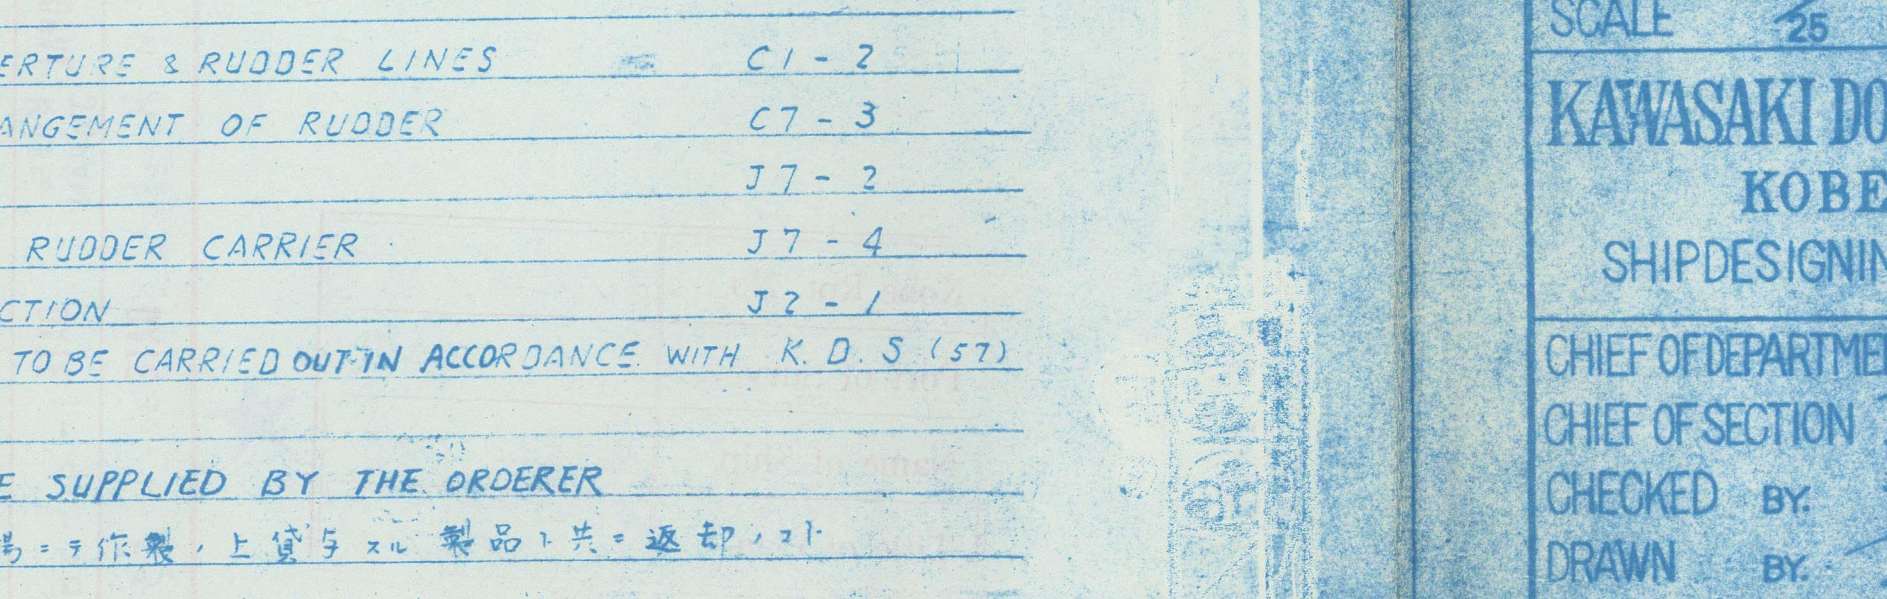 ERTURE & RUDDER LINES C1 - 2
ANGEMENT OF RUDDER C7 - 3
J7 - 2
RUDDER CARRIER J7 - 4
CTION J2 - 1
TO BE CARRIED OUT IN ACCORDANCE WITH K. D. S (57)
E SUPPLIED BY THE ORDERER
場ニテ作製ノ上貸与スル製品ト共ニ返却ノコト
SCALE 1/25
KAWASAKI DO
KOBE
SHIPDESIGNIN
CHIEF OF DEPARTME
CHIEF OF SECTION
CHECKED BY.
DRAWN BY.